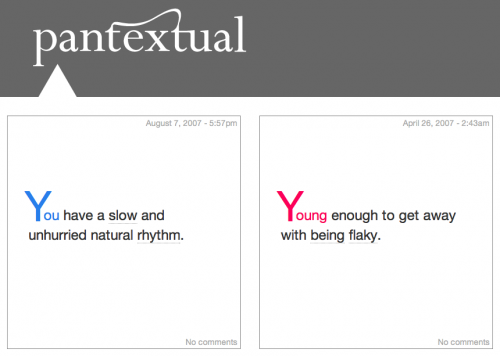 pantextual
August 7, 2007 - 5:57pm
You have a slow and
unhurried natural rhythm.
No comments
April 26, 2007 - 2:43am
Young enough to get away
with being flaky.
No comments